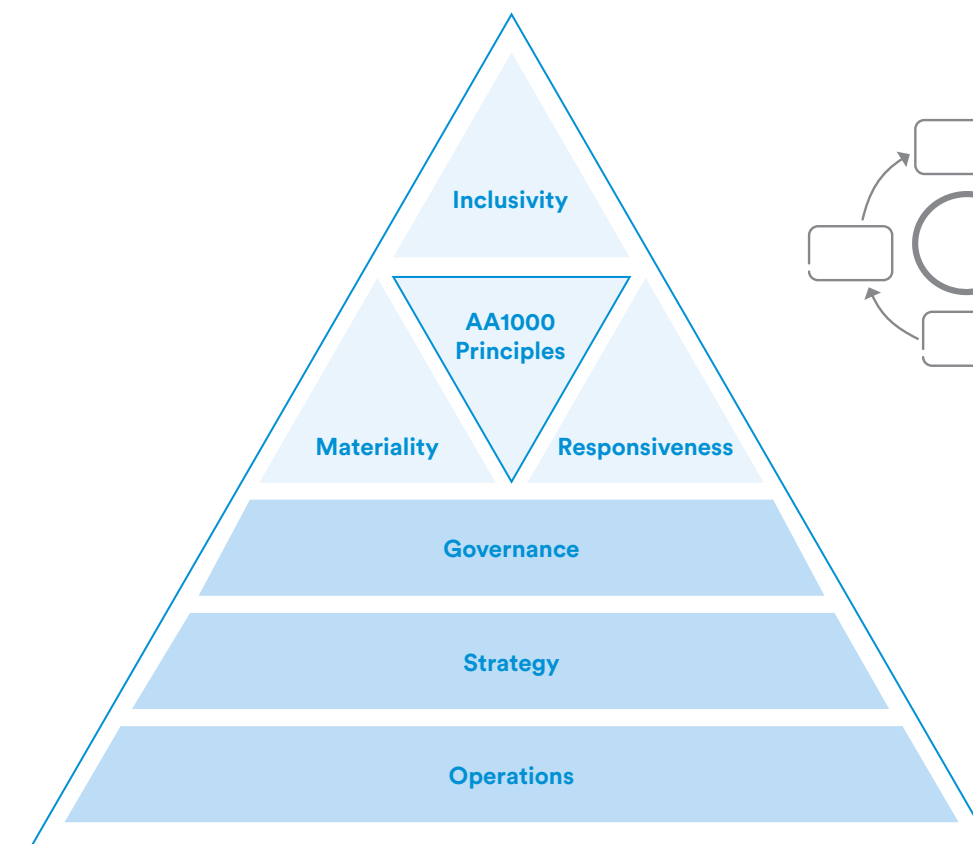 Inclusivity
AA1000
Principles
Materiality
Responsiveness
Governance
Strategy
Operations